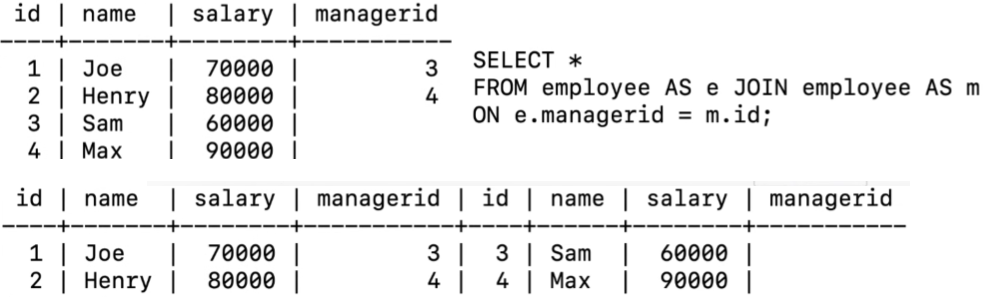 id | name  | salary | managerid
----+-------+--------+-----------
  1 | Joe   |  70000 |         3
  2 | Henry |  80000 |         4
  3 | Sam   |  60000 |
  4 | Max   |  90000 |
SELECT *
FROM employee AS e JOIN employee AS m
ON e.managerid = m.id;
 id | name  | salary | managerid | id | name | salary | managerid
----+-------+--------+-----------+----+------+--------+-----------
  1 | Joe   |  70000 |         3 |  3 | Sam  |  60000 |
  2 | Henry |  80000 |         4 |  4 | Max  |  90000 |